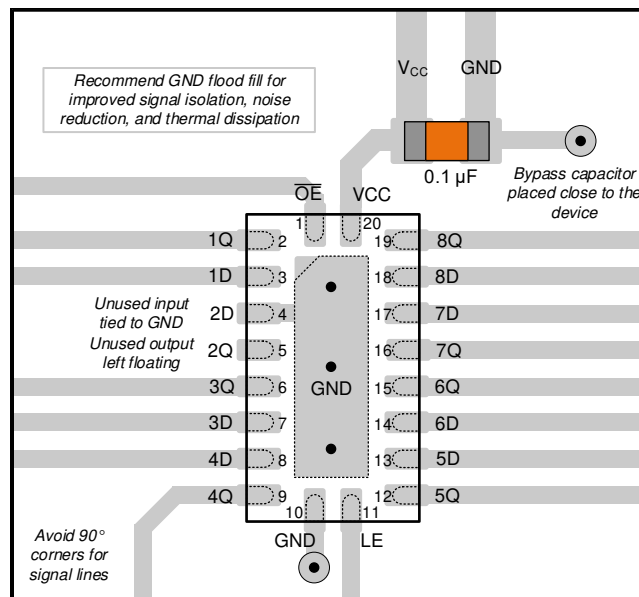 Recommend GND flood fill for
improved signal isolation, noise
reduction, and thermal dissipation
VCC GND
0.1 µF
Bypass capacitor
placed close to the
device
OE VCC
1 20
1Q 2 19 8Q
1D 3 18 8D
Unused input
tied to GND
2D 4 17 7D
Unused output
left floating
2Q 5 16 7Q
3Q 6 GND 15 6Q
3D 7 14 6D
4D 8 13 5D
4Q 9 12 5Q
10 11
GND LE
Avoid 90°
corners for
signal lines